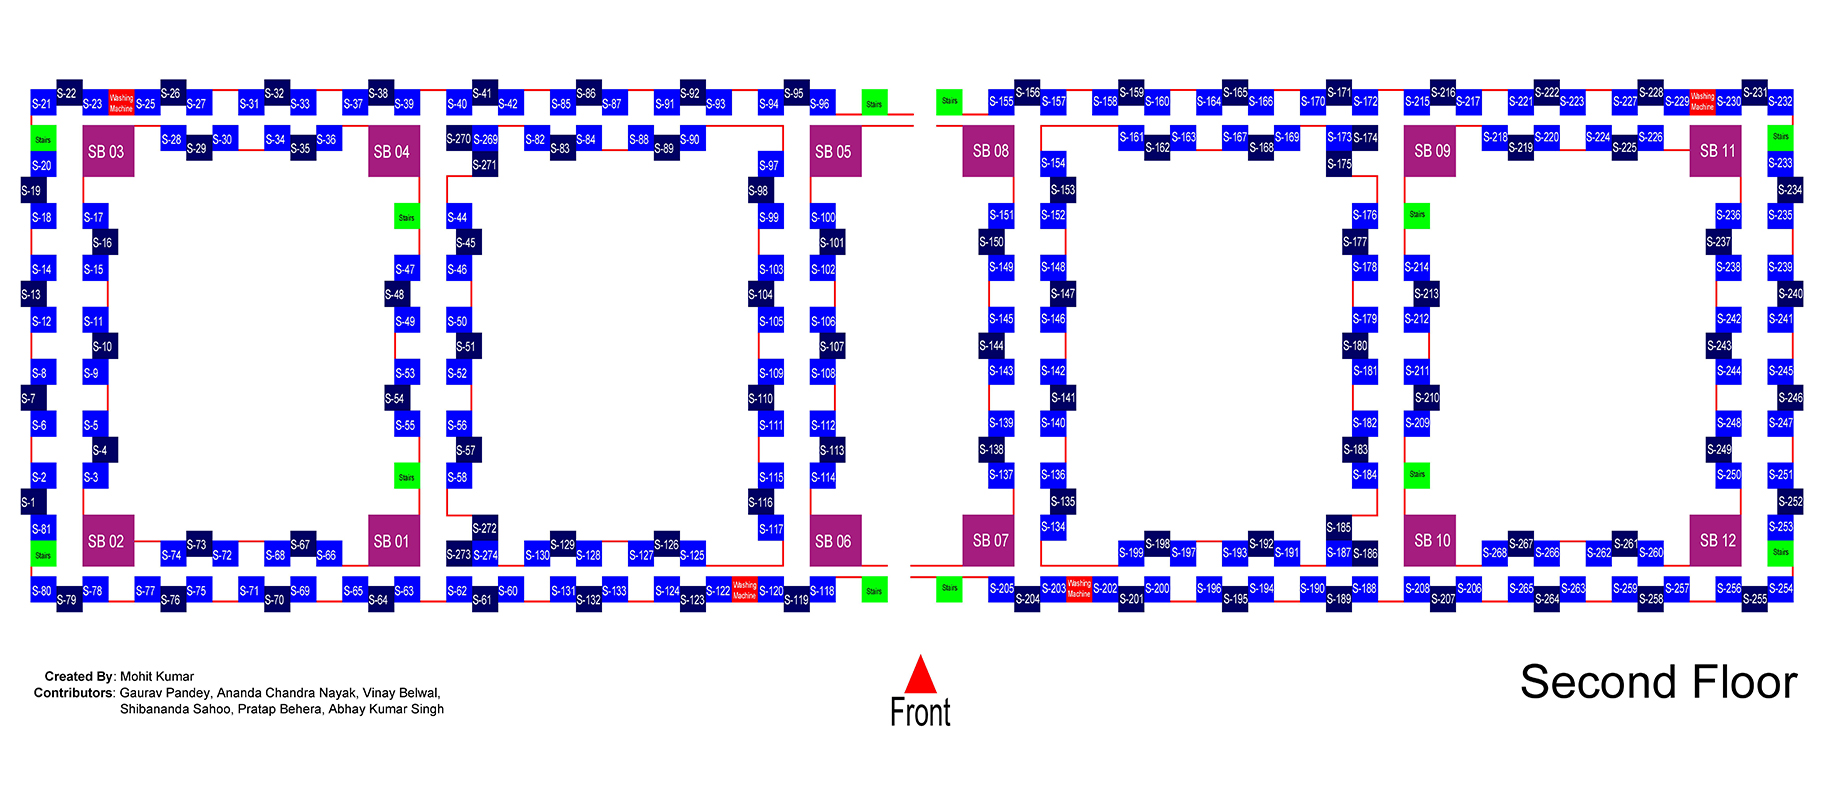 S-21 S-22 S-23 Washing Machine S-25 S-26 S-27 S-31 S-32 S-33 S-37 S-38 S-39 S-40 S-41 S-42 S-85 S-86 S-87 S-91 S-92 S-93 S-94 S-95 S-96 Stairs Stairs S-155 S-156 S-157 S-158 S-159 S-160 S-164 S-165 S-166 S-170 S-171 S-172 S-215 S-216 S-217 S-221 S-222 S-223 S-227 S-228 S-229 Washing Machine S-230 S-231 S-232
Stairs SB 03 S-28 S-29 S-30 S-34 S-35 S-36 SB 04 S-270 S-269 S-82 S-83 S-84 S-88 S-89 S-90 SB 05 SB 08 S-161 S-162 S-163 S-167 S-168 S-169 S-173 S-174 SB 09 S-218 S-219 S-220 S-224 S-225 S-226 SB 11 Stairs
S-20 S-271 S-97 S-154 S-175 S-233
S-19 S-98 S-153 S-234
S-18 S-17 Stairs S-44 S-99 S-100 S-151 S-152 S-176 Stairs S-236 S-235
S-16 S-45 S-101 S-150 S-177 S-237
S-14 S-15 S-47 S-46 S-103 S-102 S-149 S-148 S-178 S-214 S-238 S-239
S-13 S-48 S-104 S-147 S-213 S-240
S-12 S-11 S-49 S-50 S-105 S-106 S-145 S-146 S-179 S-212 S-242 S-241
S-10 S-51 S-107 S-144 S-180 S-243
S-8 S-9 S-53 S-52 S-109 S-108 S-143 S-142 S-181 S-211 S-244 S-245
S-7 S-54 S-110 S-141 S-210 S-246
S-6 S-5 S-55 S-56 S-111 S-112 S-139 S-140 S-182 S-209 S-248 S-247
S-4 S-57 S-113 S-138 S-183 S-249
S-2 S-3 Stairs S-58 S-115 S-114 S-137 S-136 S-184 Stairs S-250 S-251
S-1 S-116 S-135 S-252
S-81 S-272 S-117 S-134 S-185 S-253
Stairs SB 02 S-74 S-73 S-72 S-68 S-67 S-66 SB 01 S-273 S-274 S-130 S-129 S-128 S-127 S-126 S-125 SB 06 SB 07 S-199 S-198 S-197 S-193 S-192 S-191 S-187 S-186 SB 10 S-268 S-267 S-266 S-262 S-261 S-260 SB 12 Stairs
S-80 S-79 S-78 S-77 S-76 S-75 S-71 S-70 S-69 S-65 S-64 S-63 S-62 S-61 S-60 S-131 S-132 S-133 S-124 S-123 S-122 Washing Machine S-120 S-119 S-118 Stairs Stairs S-205 S-204 S-203 Washing Machine S-202 S-201 S-200 S-196 S-195 S-194 S-190 S-189 S-188 S-208 S-207 S-206 S-265 S-264 S-263 S-259 S-258 S-257 S-256 S-255 S-254
Created By: Mohit Kumar
Contributors: Gaurav Pandey, Ananda Chandra Nayak, Vinay Belwal,
Shibananda Sahoo, Pratap Behera, Abhay Kumar Singh
Front
Second Floor